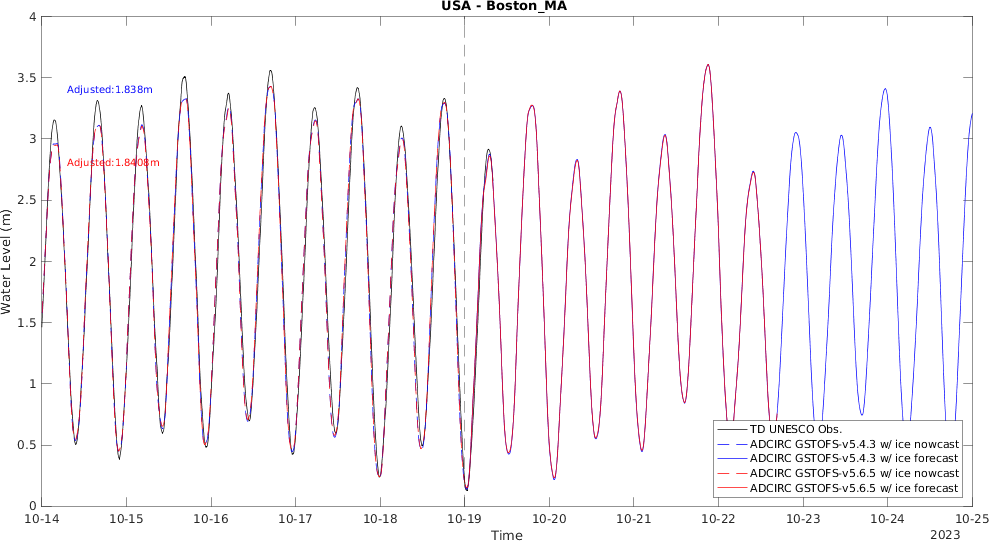 USA - Boston_MA
4
3.5
3
2.5
2
1.5
1
0.5
0
Water Level (m)
Adjusted:1.838m
Adjusted:1.8408m
TD UNESCO Obs.
ADCIRC GSTOFS-v5.4.3 w/ ice nowcast
ADCIRC GSTOFS-v5.4.3 w/ ice forecast
ADCIRC GSTOFS-v5.6.5 w/ ice nowcast
ADCIRC GSTOFS-v5.6.5 w/ ice forecast
10-14 10-15 10-16 10-17 10-18 10-19 10-20 10-21 10-22 10-23 10-24 10-25
Time
2023